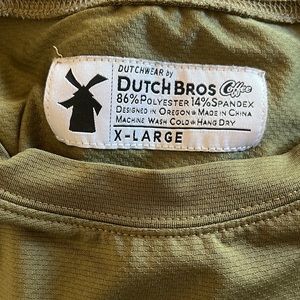 DUTCHWEAR by
DUTCH BROS Coffee
86% POLYESTER 14% SPANDEX
DESIGNED IN OREGON • MADE IN CHINA
MACHINE WASH COLD • HANG DRY
X-LARGE